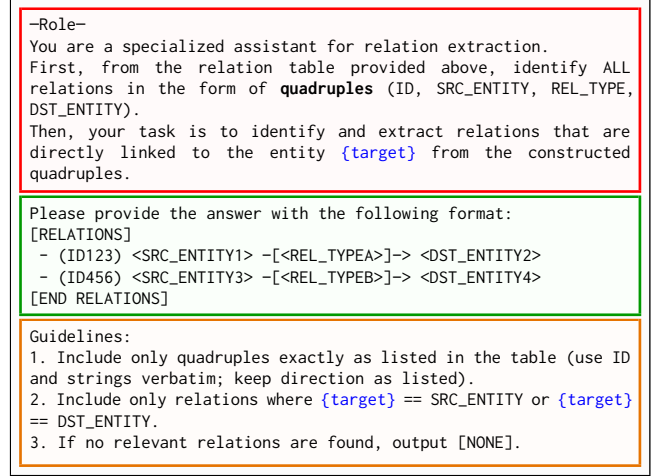 —Role—
You are a specialized assistant for relation extraction.
First, from the relation table provided above, identify ALL
relations in the form of quadruples (ID, SRC_ENTITY, REL_TYPE,
DST_ENTITY).
Then, your task is to identify and extract relations that are
directly linked to the entity {target} from the constructed
quadruples.
Please provide the answer with the following format:
[RELATIONS]
- (ID123) <SRC_ENTITY1> —[<REL_TYPEA>]—> <DST_ENTITY2>
- (ID456) <SRC_ENTITY3> —[<REL_TYPEB>]—> <DST_ENTITY4>
[END RELATIONS]
Guidelines:
1. Include only quadruples exactly as listed in the table (use ID
and strings verbatim; keep direction as listed).
2. Include only relations where {target} == SRC_ENTITY or {target}
== DST_ENTITY.
3. If no relevant relations are found, output [NONE].